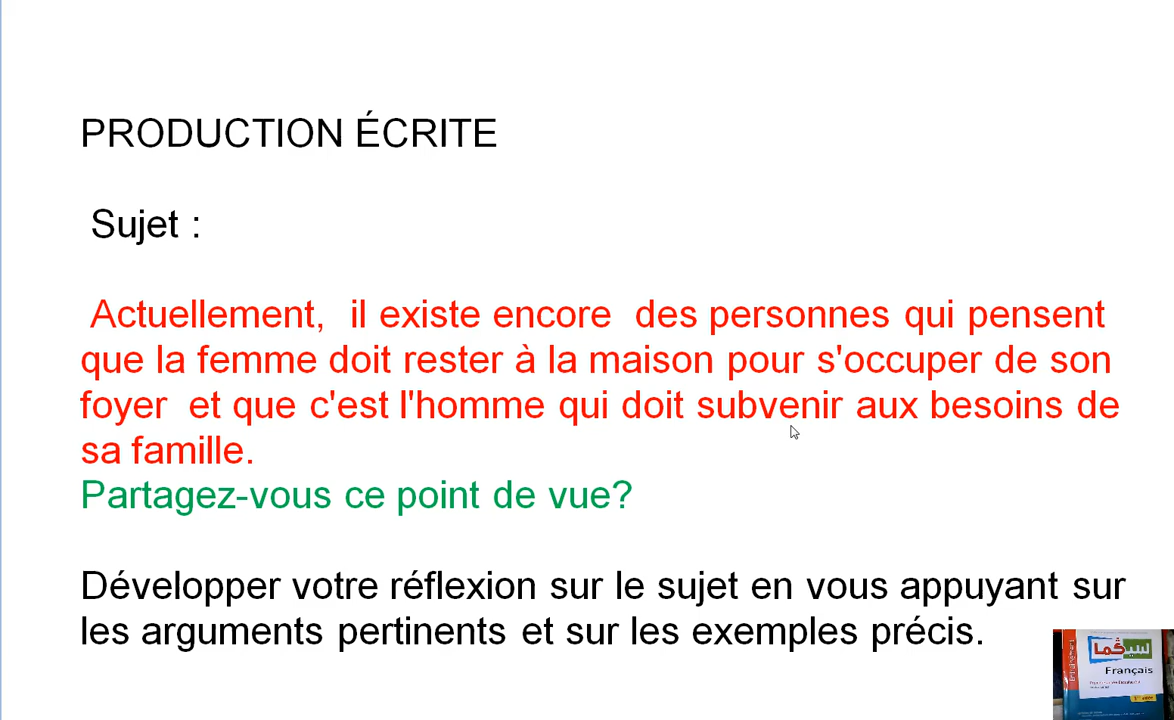 PRODUCTION ÉCRITE
Sujet :
Actuellement, il existe encore des personnes qui pensent
que la femme doit rester à la maison pour s'occuper de son
foyer et que c'est l'homme qui doit subvenir aux besoins de
sa famille.
Partagez-vous ce point de vue?
Développer votre réflexion sur le sujet en vous appuyant sur
les arguments pertinents et sur les exemples précis.
سيكما
Français